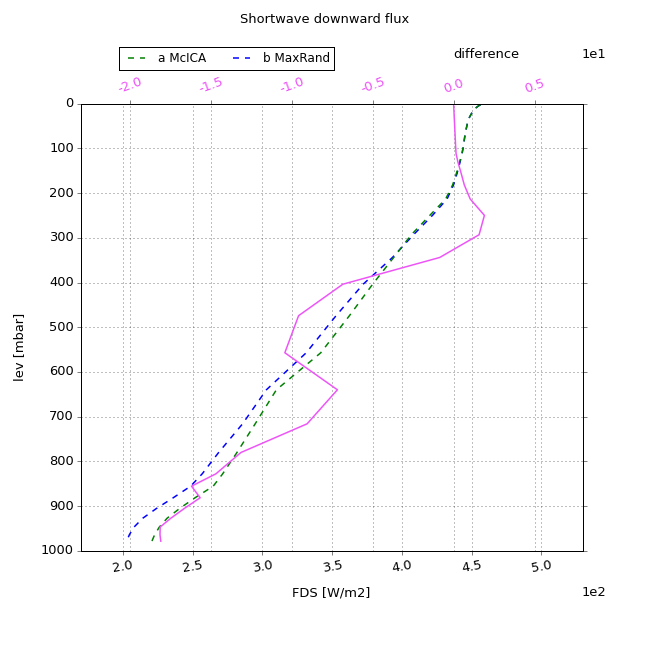 Shortwave downward flux
a McICA b MaxRand
difference 1e1
-2.0 -1.5 -1.0 -0.5 0.0 0.5
0
100
200
300
400
500
600
700
800
900
1000
lev [mbar]
2.0 2.5 3.0 3.5 4.0 4.5 5.0
FDS [W/m2] 1e2